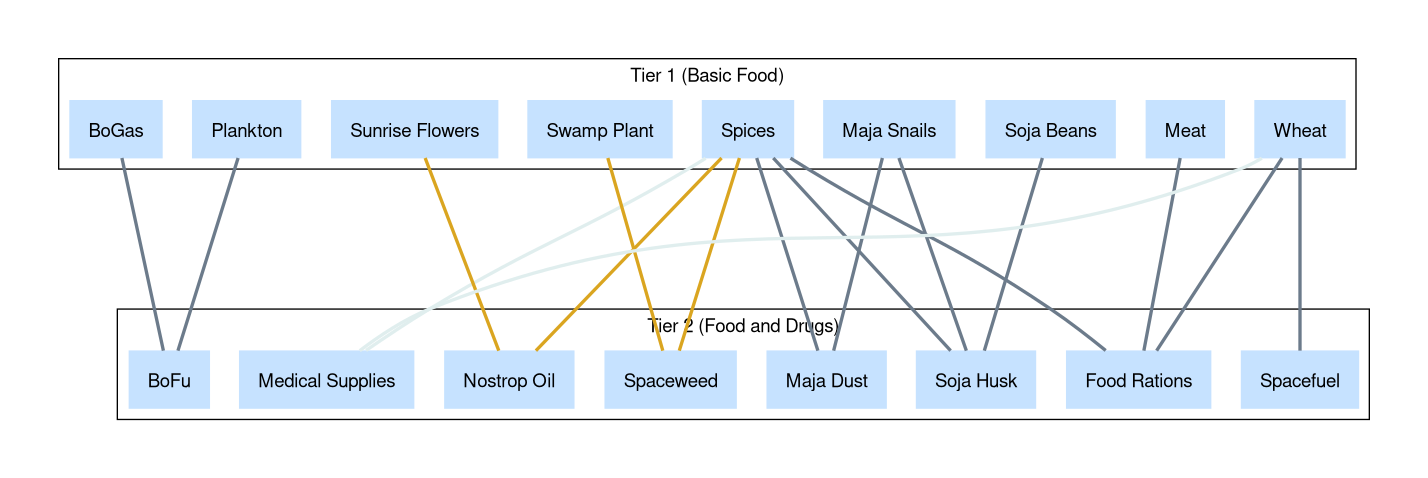 Tier 1 (Basic Food)
BoGas
Plankton
Sunrise Flowers
Swamp Plant
Spices
Maja Snails
Soja Beans
Meat
Wheat
Tier 2 (Food and Drugs)
BoFu
Medical Supplies
Nostrop Oil
Spaceweed
Maja Dust
Soja Husk
Food Rations
Spacefuel